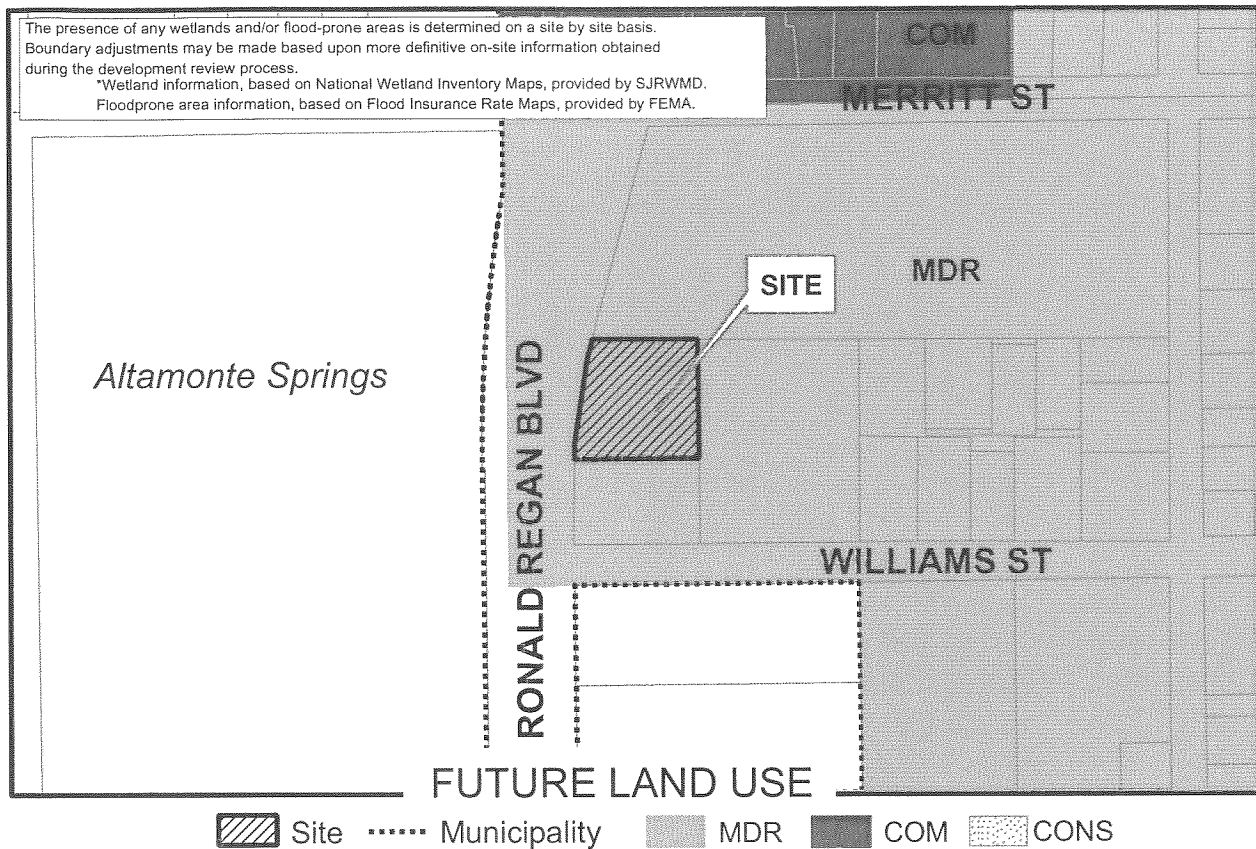 The presence of any wetlands and/or flood-prone areas is determined on a site by site basis.
Boundary adjustments may be made based upon more definitive on-site information obtained
during the development review process.
*Wetland information, based on National Wetland Inventory Maps, provided by SJRWMD.
Floodprone area information, based on Flood Insurance Rate Maps, provided by FEMA.
COM
MERRITT ST
MDR
SITE
Altamonte Springs
RONALD REGAN BLVD
WILLIAMS ST
FUTURE LAND USE
Site Municipality MDR COM CONS